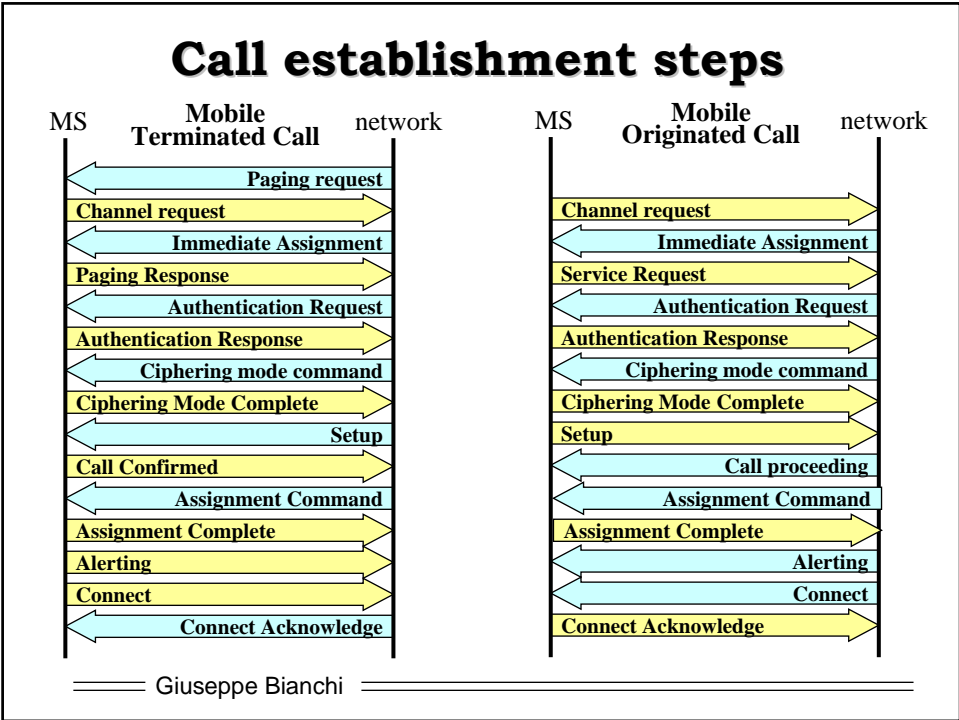 Call establishment steps
MS
Mobile
Terminated Call
network
Paging request
Channel request
Immediate Assignment
Paging Response
Authentication Request
Authentication Response
Ciphering mode command
Ciphering Mode Complete
Setup
Call Confirmed
Assignment Command
Assignment Complete
Alerting
Connect
Connect Acknowledge
MS
Mobile
Originated Call
network
Channel request
Immediate Assignment
Service Request
Authentication Request
Authentication Response
Ciphering mode command
Ciphering Mode Complete
Setup
Call proceeding
Assignment Command
Assignment Complete
Alerting
Connect
Connect Acknowledge
Giuseppe Bianchi